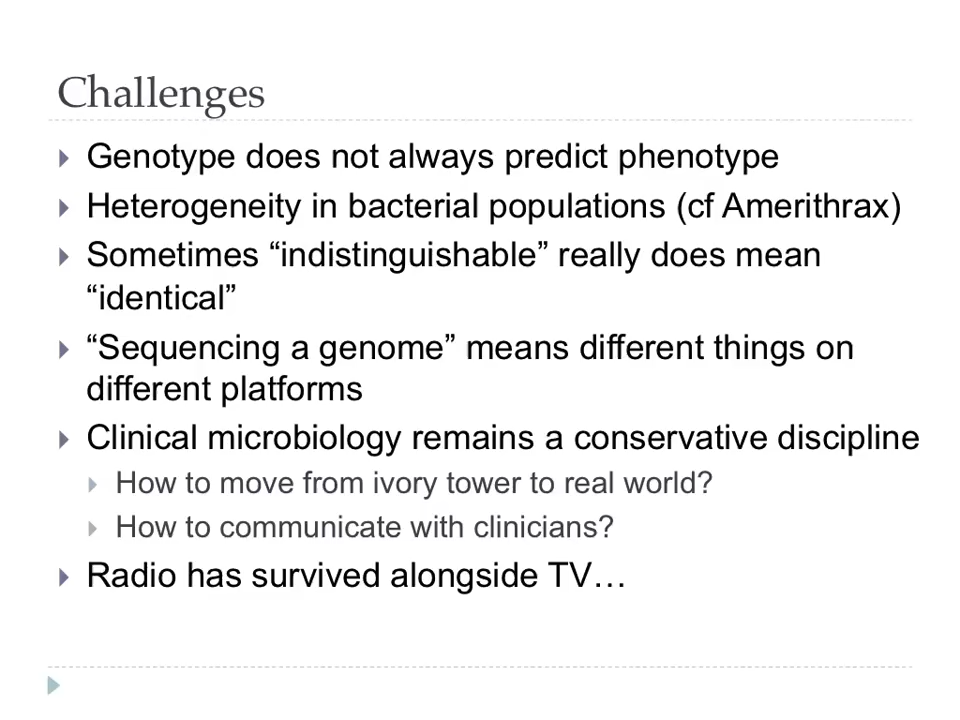 Challenges
Genotype does not always predict phenotype
Heterogeneity in bacterial populations (cf Amerithrax)
Sometimes “indistinguishable” really does mean
“identical”
“Sequencing a genome” means different things on
different platforms
Clinical microbiology remains a conservative discipline
How to move from ivory tower to real world?
How to communicate with clinicians?
Radio has survived alongside TV…